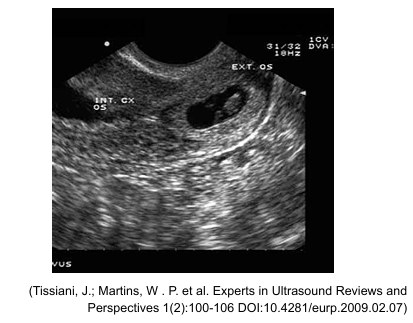 1CV
31/32 DVA:
18Hz
EXT. OS
INT. CX
OS
VUS
(Tissiani, J.; Martins, W . P. et al. Experts in Ultrasound Reviews and
Perspectives 1(2):100-106 DOI:10.4281/eurp.2009.02.07)